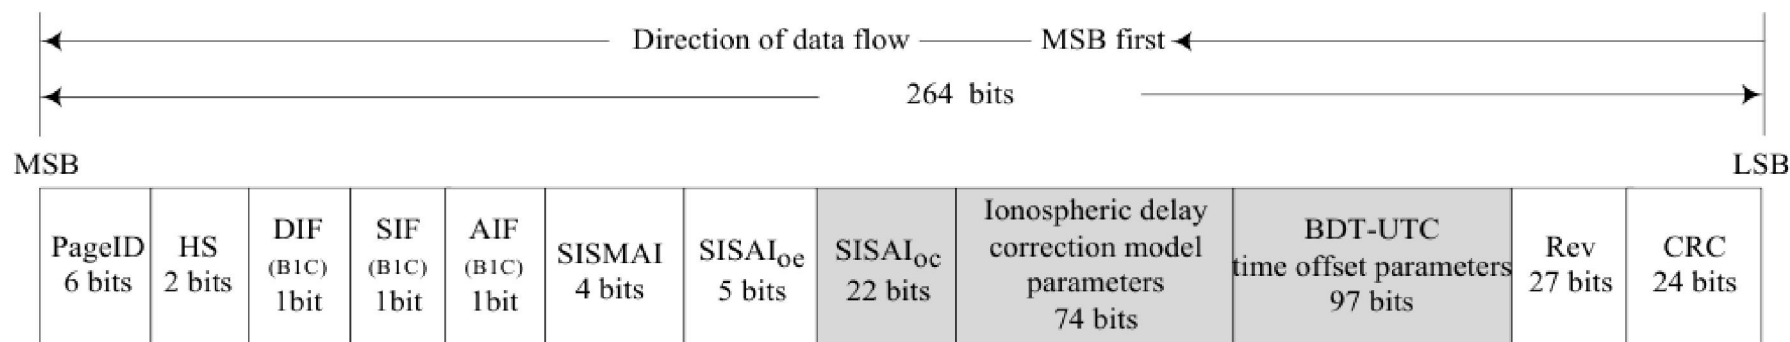 Direction of data flow MSB first
264 bits
MSB LSB
PageID
6 bits
HS
2 bits
DIF
(B1C)
1bit
SIF
(B1C)
1bit
AIF
(B1C)
1bit
SISMAI
4 bits
SISAIoe
5 bits
SISAIoc
22 bits
Ionospheric delay
correction model
parameters
74 bits
BDT-UTC
time offset parameters
97 bits
Rev
27 bits
CRC
24 bits